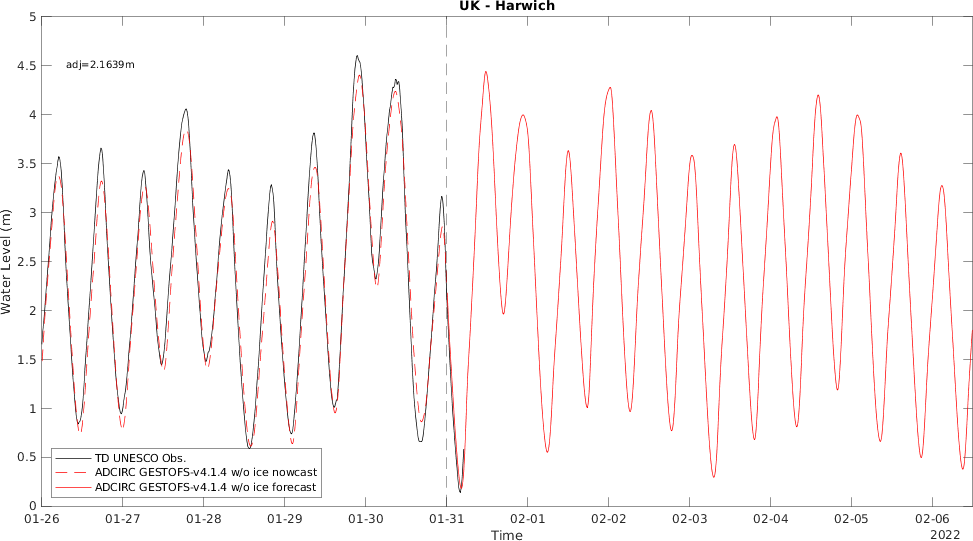 UK - Harwich
adj=2.1639m
Water Level (m)
5
4.5
4
3.5
3
2.5
2
1.5
1
0.5
0
TD UNESCO Obs.
ADCIRC GESTOFS-v4.1.4 w/o ice nowcast
ADCIRC GESTOFS-v4.1.4 w/o ice forecast
01-26 01-27 01-28 01-29 01-30 01-31 02-01 02-02 02-03 02-04 02-05 02-06
Time
2022